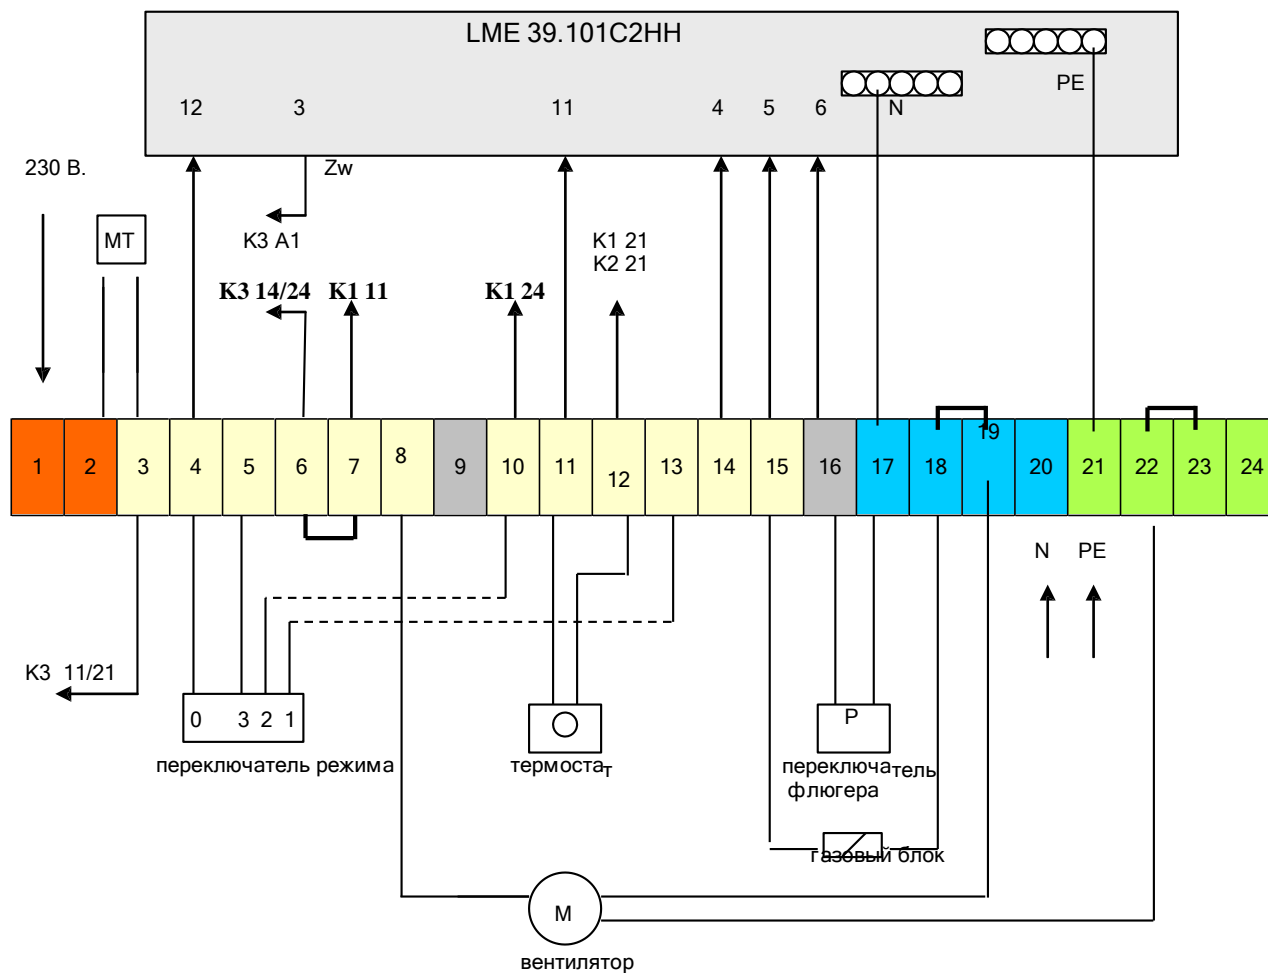 LME 39.101C2HH
PE
12 3 11 4 5 6 N
230 В.
Zw
MT
K3 A1
K1 21
K2 21
K3 14/24 K1 11 K1 24
1 2 3 4 5 6 7 8 9 10 11 12 13 14 15 16 17 18 19 20 21 22 23 24
N PE
K3 11/21
0 3 2 1
P
переключатель режима
термостат
переключатель
флюгера
газовый блок
M
вентилятор